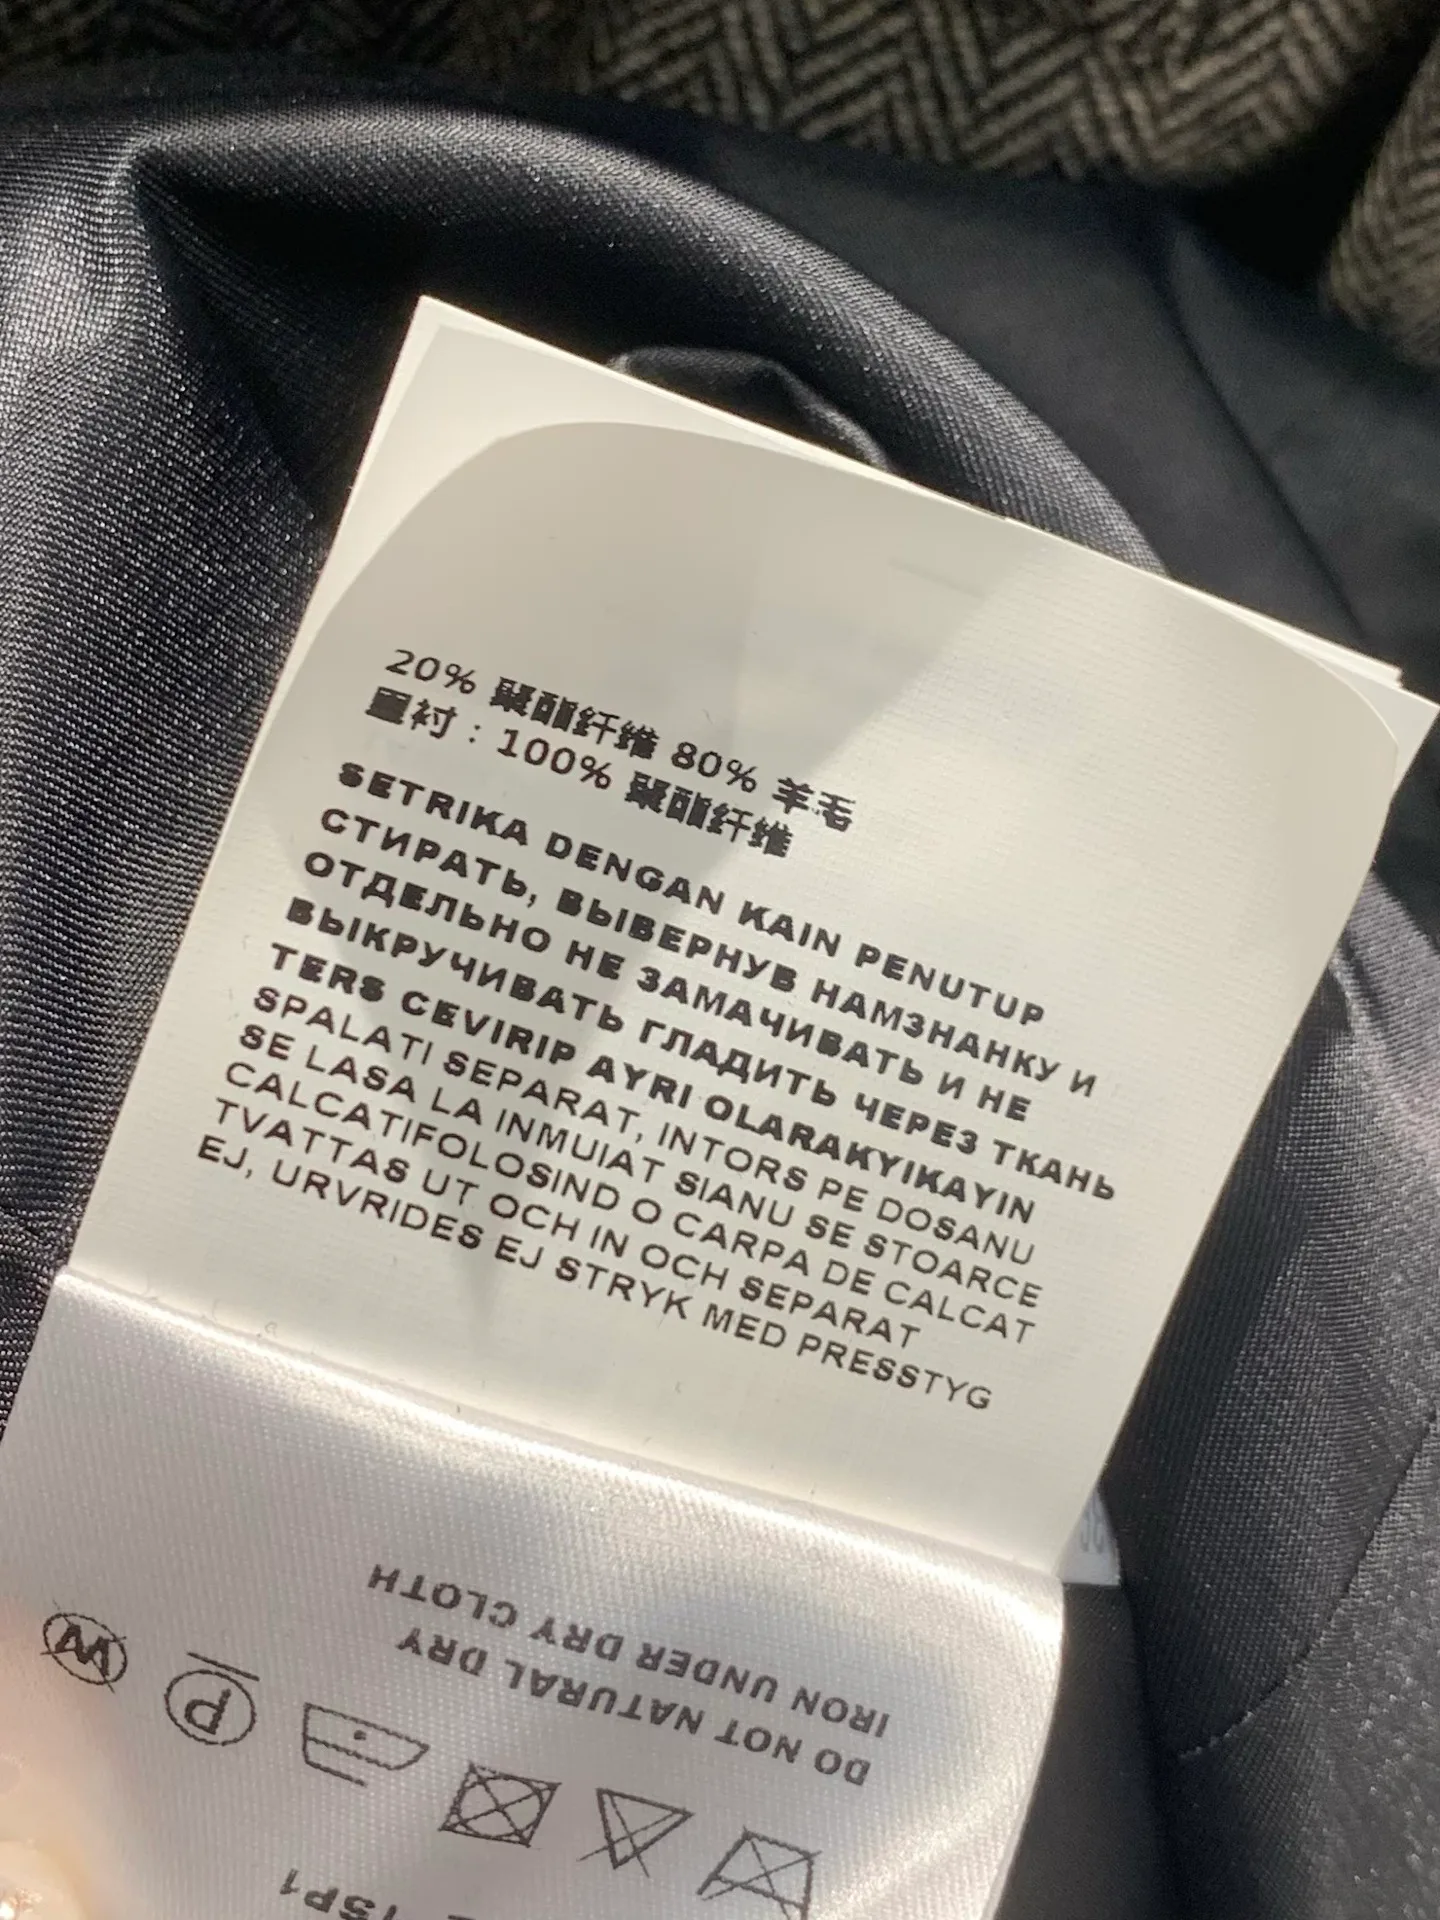 20% 聚酯纤维 80% 羊毛
里衬：100% 聚酯纤维
SETRIKA DENGAN KAIN PENUTUP
СТИРАТЬ, ВЫВЕРНУВ НАМЗНАНКУ И
ОТДЕЛЬНО НЕ ЗАМАЧИВАТЬ И НЕ
ВЫКРУЧИВАТЬ ГЛАДИТЬ ЧЕРЕЗ ТКАНЬ
TERS CEVIRIP AYRI OLARAKYIKAYIN
SPALATI SEPARAT, INTORS PE DOSANU
SE LASA LA INMUIAT SIANU SE STOARCE
CALCATIFOLOSIND O CARPA DE CALCAT
TVATTAS UT OCH IN OCH SEPARAT
EJ, URVRIDES EJ STRYK MED PRESSTYG
P
W
DO NOT NATURAL DRY
IRON UNDER DRY CLOTH